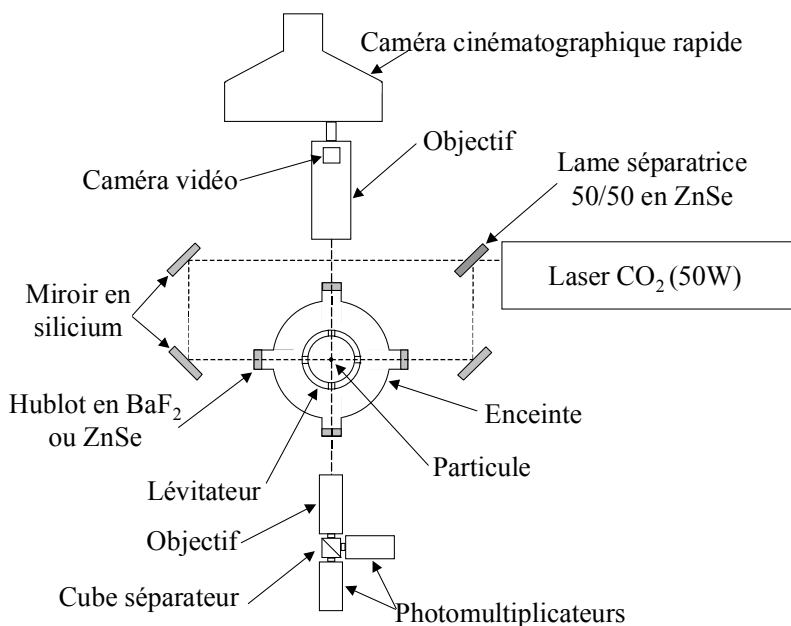 Caméra cinématographique rapide
Objectif
Caméra vidéo
Lame séparatrice
50/50 en ZnSe
Laser CO₂ (50W)
Miroir en
silicium
Hublot en BaF₂
ou ZnSe
Enceinte
Particule
Lévitateur
Objectif
Cube séparateur
Photomultiplicateurs